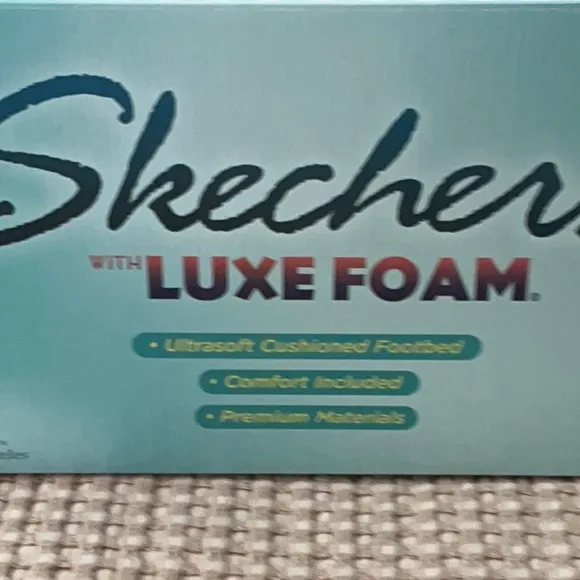 Skechers
WITH LUXE FOAM®
• Ultrasoft Cushioned Footbed
• Comfort Included
• Premium Materials